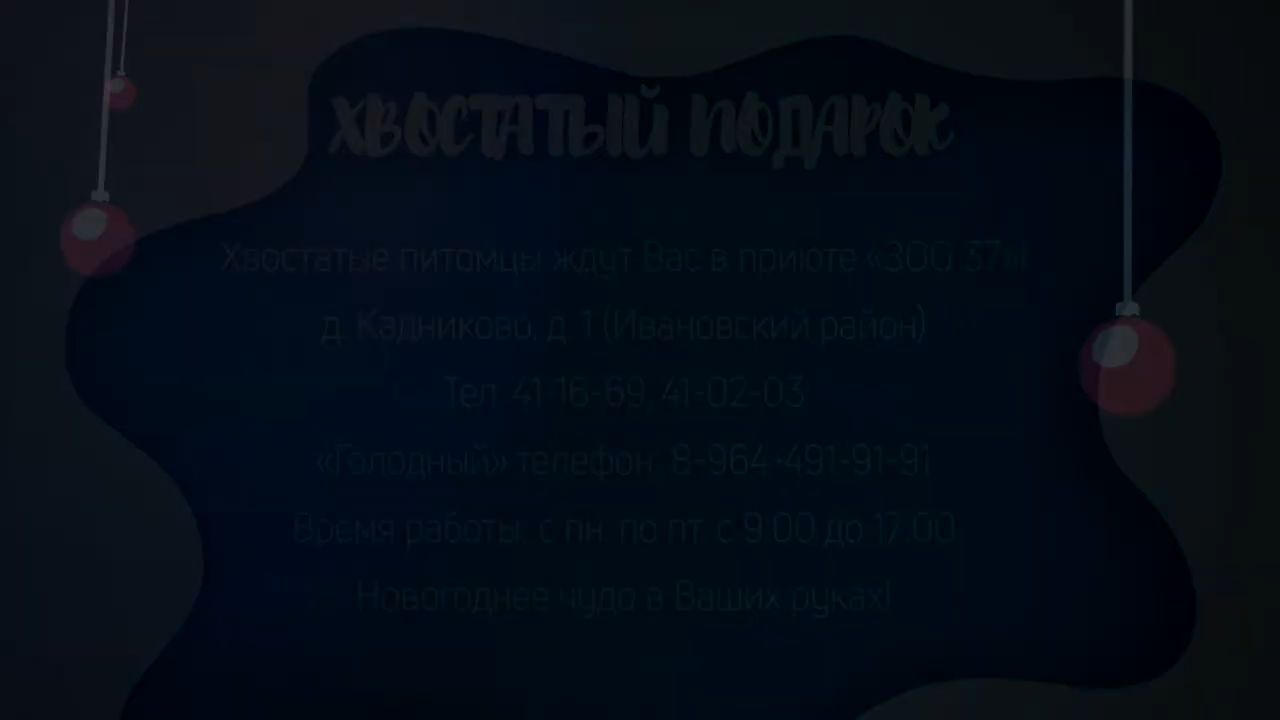 ХВОСТАТЫЙ ПОДАРОК
Хвостатые питомцы ждут Вас в приюте «ЗОО 37»!
д. Кадниково, д. 1 (Ивановский район)
Тел. 41-16-69, 41-02-03
«Голодный» телефон: 8-964-491-91-91
Время работы: с пн. по пт. с 9.00 до 17.00
Новогоднее чудо в Ваших руках!